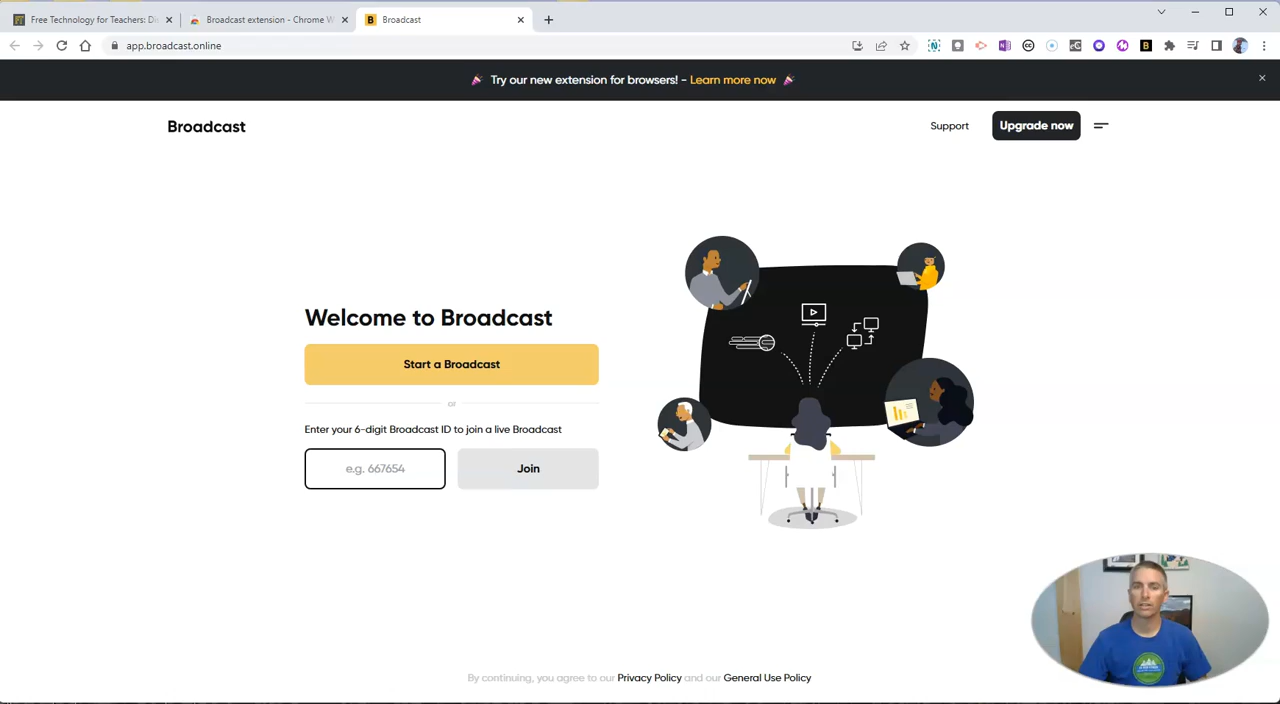 Free Technology for Teachers: Di
Broadcast extension - Chrome W
Broadcast
app.broadcast.online
Try our new extension for browsers! - Learn more now
Broadcast
Support
Upgrade now
Welcome to Broadcast
Start a Broadcast
or
Enter your 6-digit Broadcast ID to join a live Broadcast
e.g. 667654
Join
By continuing, you agree to our Privacy Policy and our General Use Policy